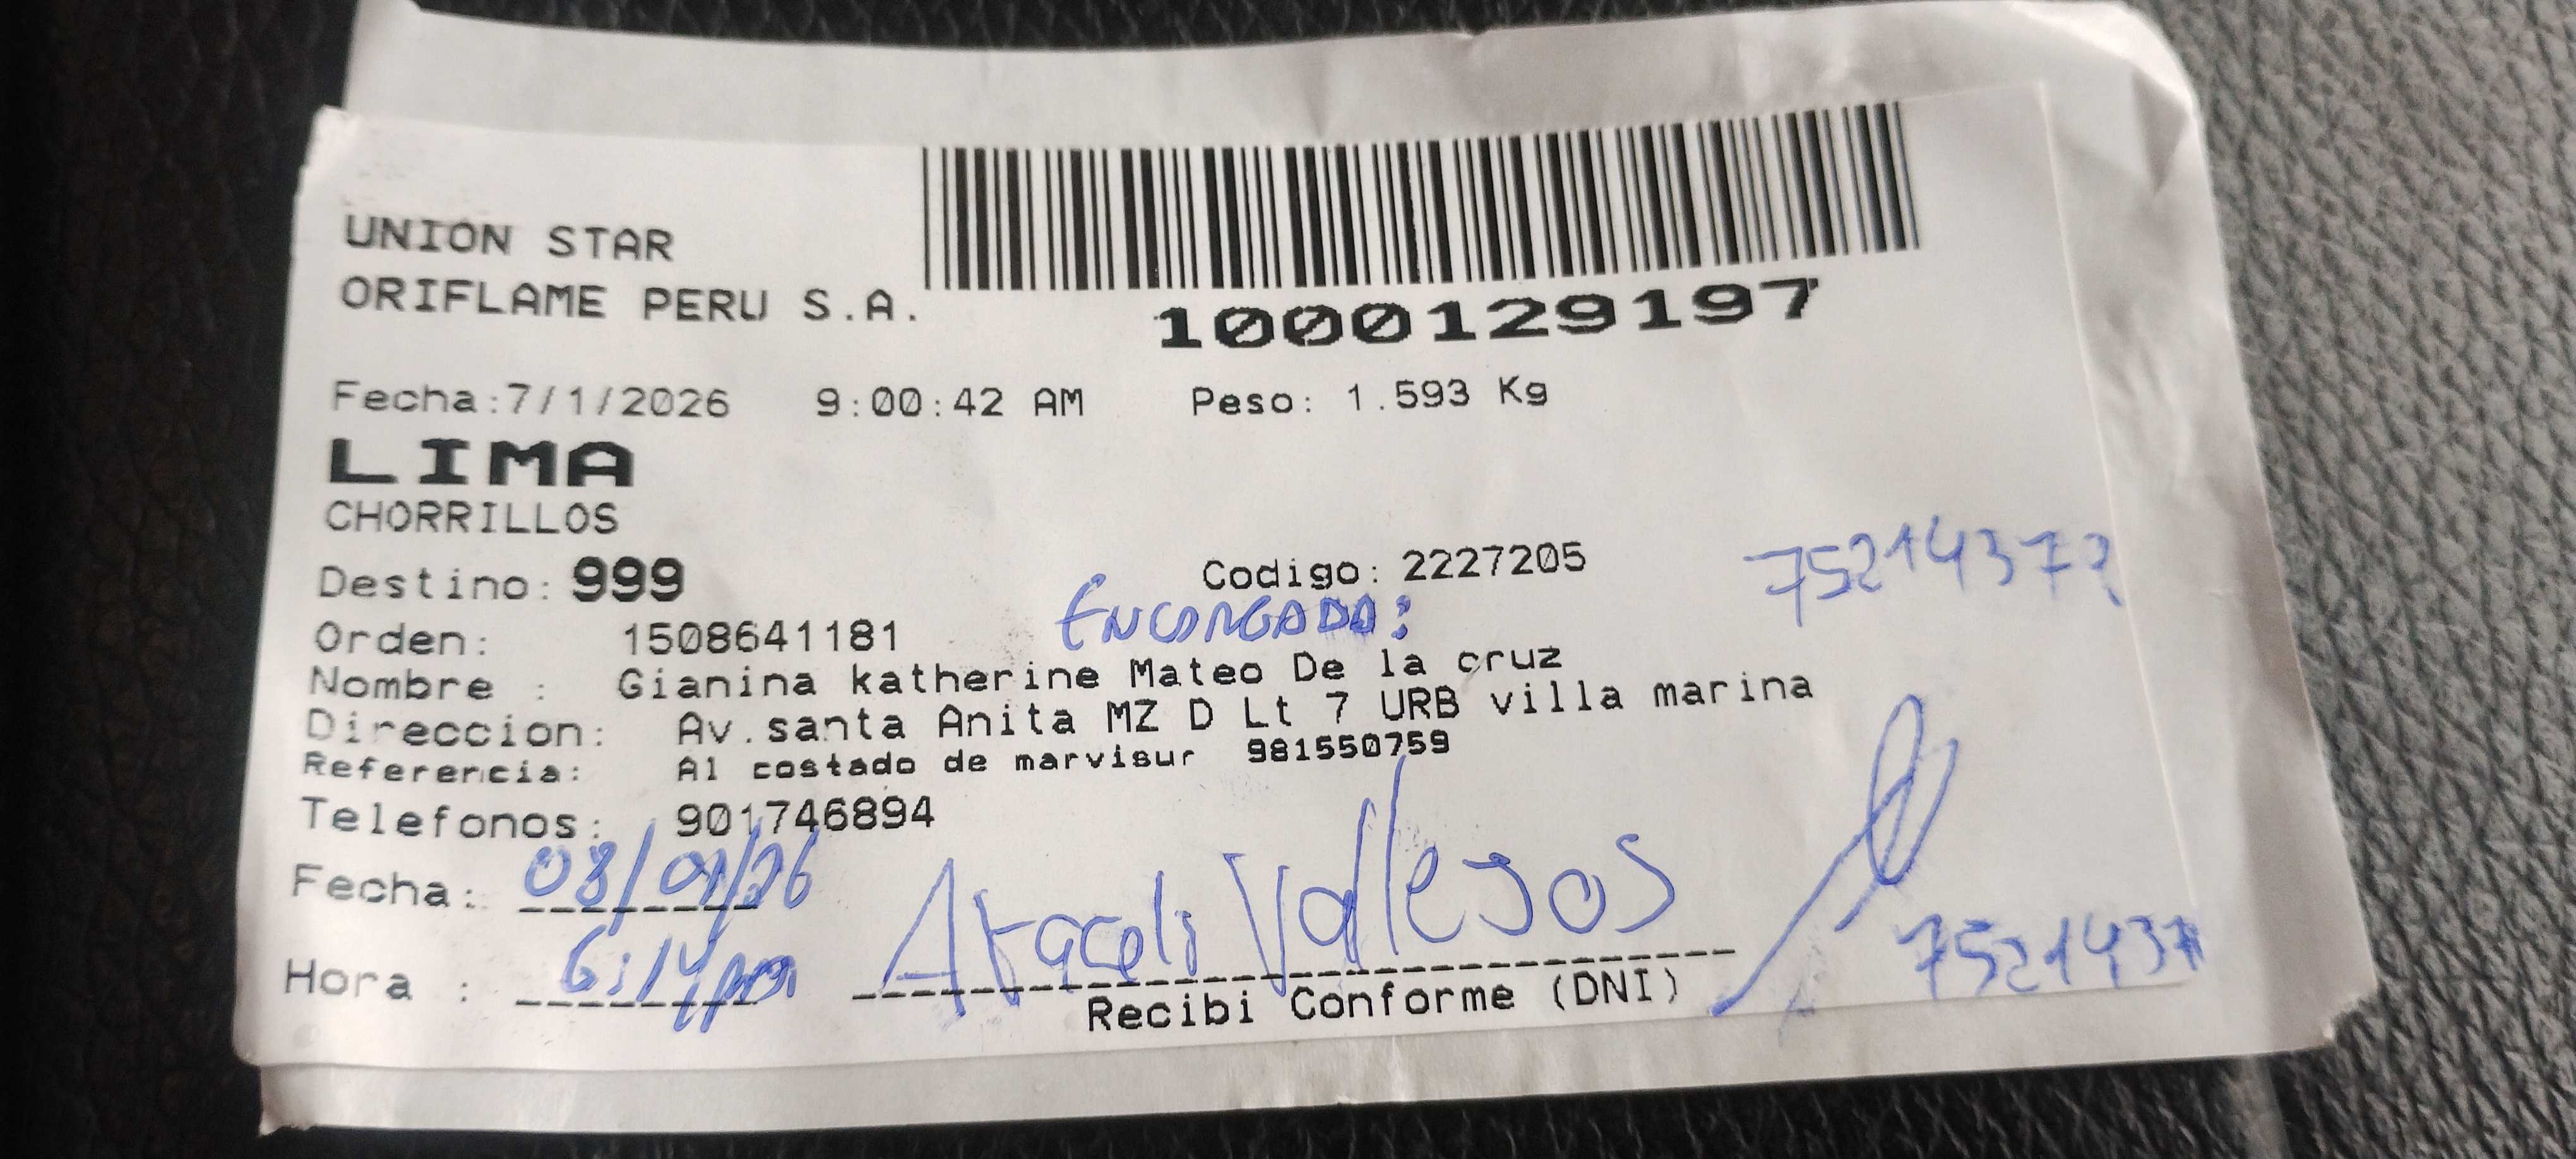 UNION STAR
ORIFLAME PERU S.A.
1000129197
Fecha:7/1/2026 9:00:42 AM Peso: 1.593 Kg
LIMA
CHORRILLOS
Destino: 999 Codigo: 2227205
ENCARGADO:
Orden: 1508641181
Nombre : Gianina katherine Mateo De la cruz
Direccion: Av.santa Anita MZ D Lt 7 URB villa marina
Referencia: Al costado de marvisur 981550759
Telefonos: 901746894
Fecha: 08/01/26
Araceli Vallejos
Hora : 6:14pm
Recibi Conforme (DNI)